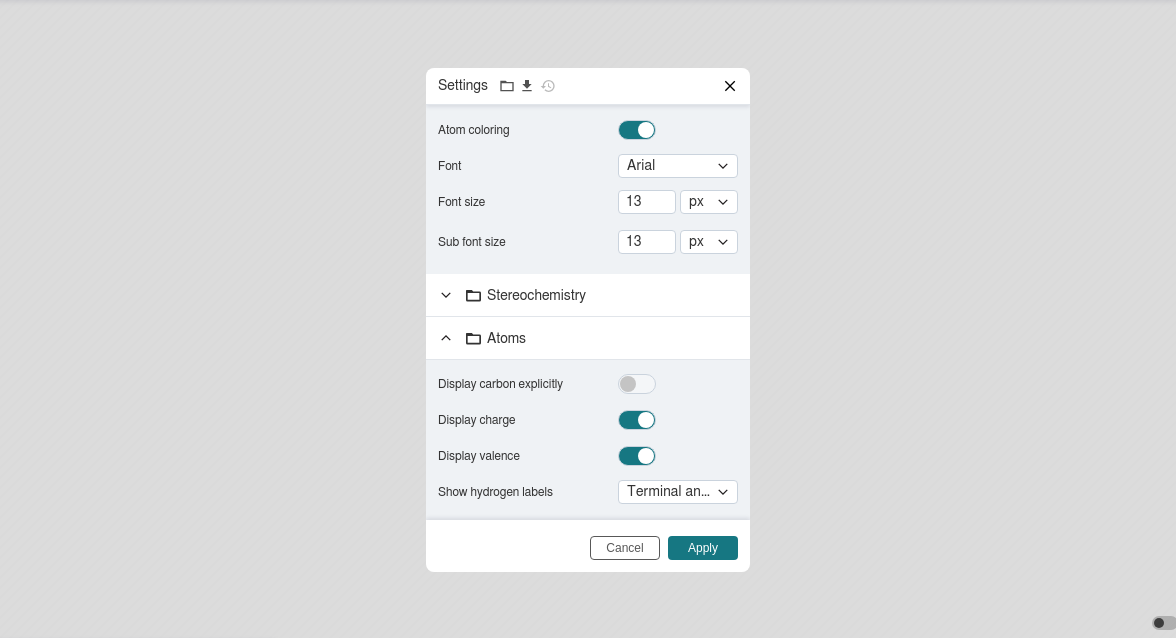 Settings
Atom coloring
Font Arial
Font size 13 px
Sub font size 13 px
Stereochemistry
Atoms
Display carbon explicitly
Display charge
Display valence
Show hydrogen labels Terminal an...
Cancel Apply